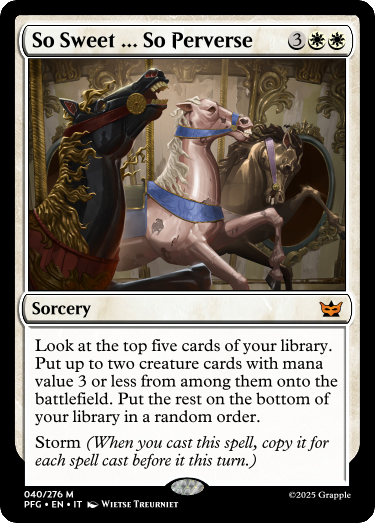 So Sweet ... So Perverse 3
Sorcery
Look at the top five cards of your library.
Put up to two creature cards with mana
value 3 or less from among them onto the
battlefield. Put the rest on the bottom of
your library in a random order.
Storm (When you cast this spell, copy it for
each spell cast before it this turn.)
040/276 M
PFG • EN • IT Wietse Treurniet
©2025 Grapple